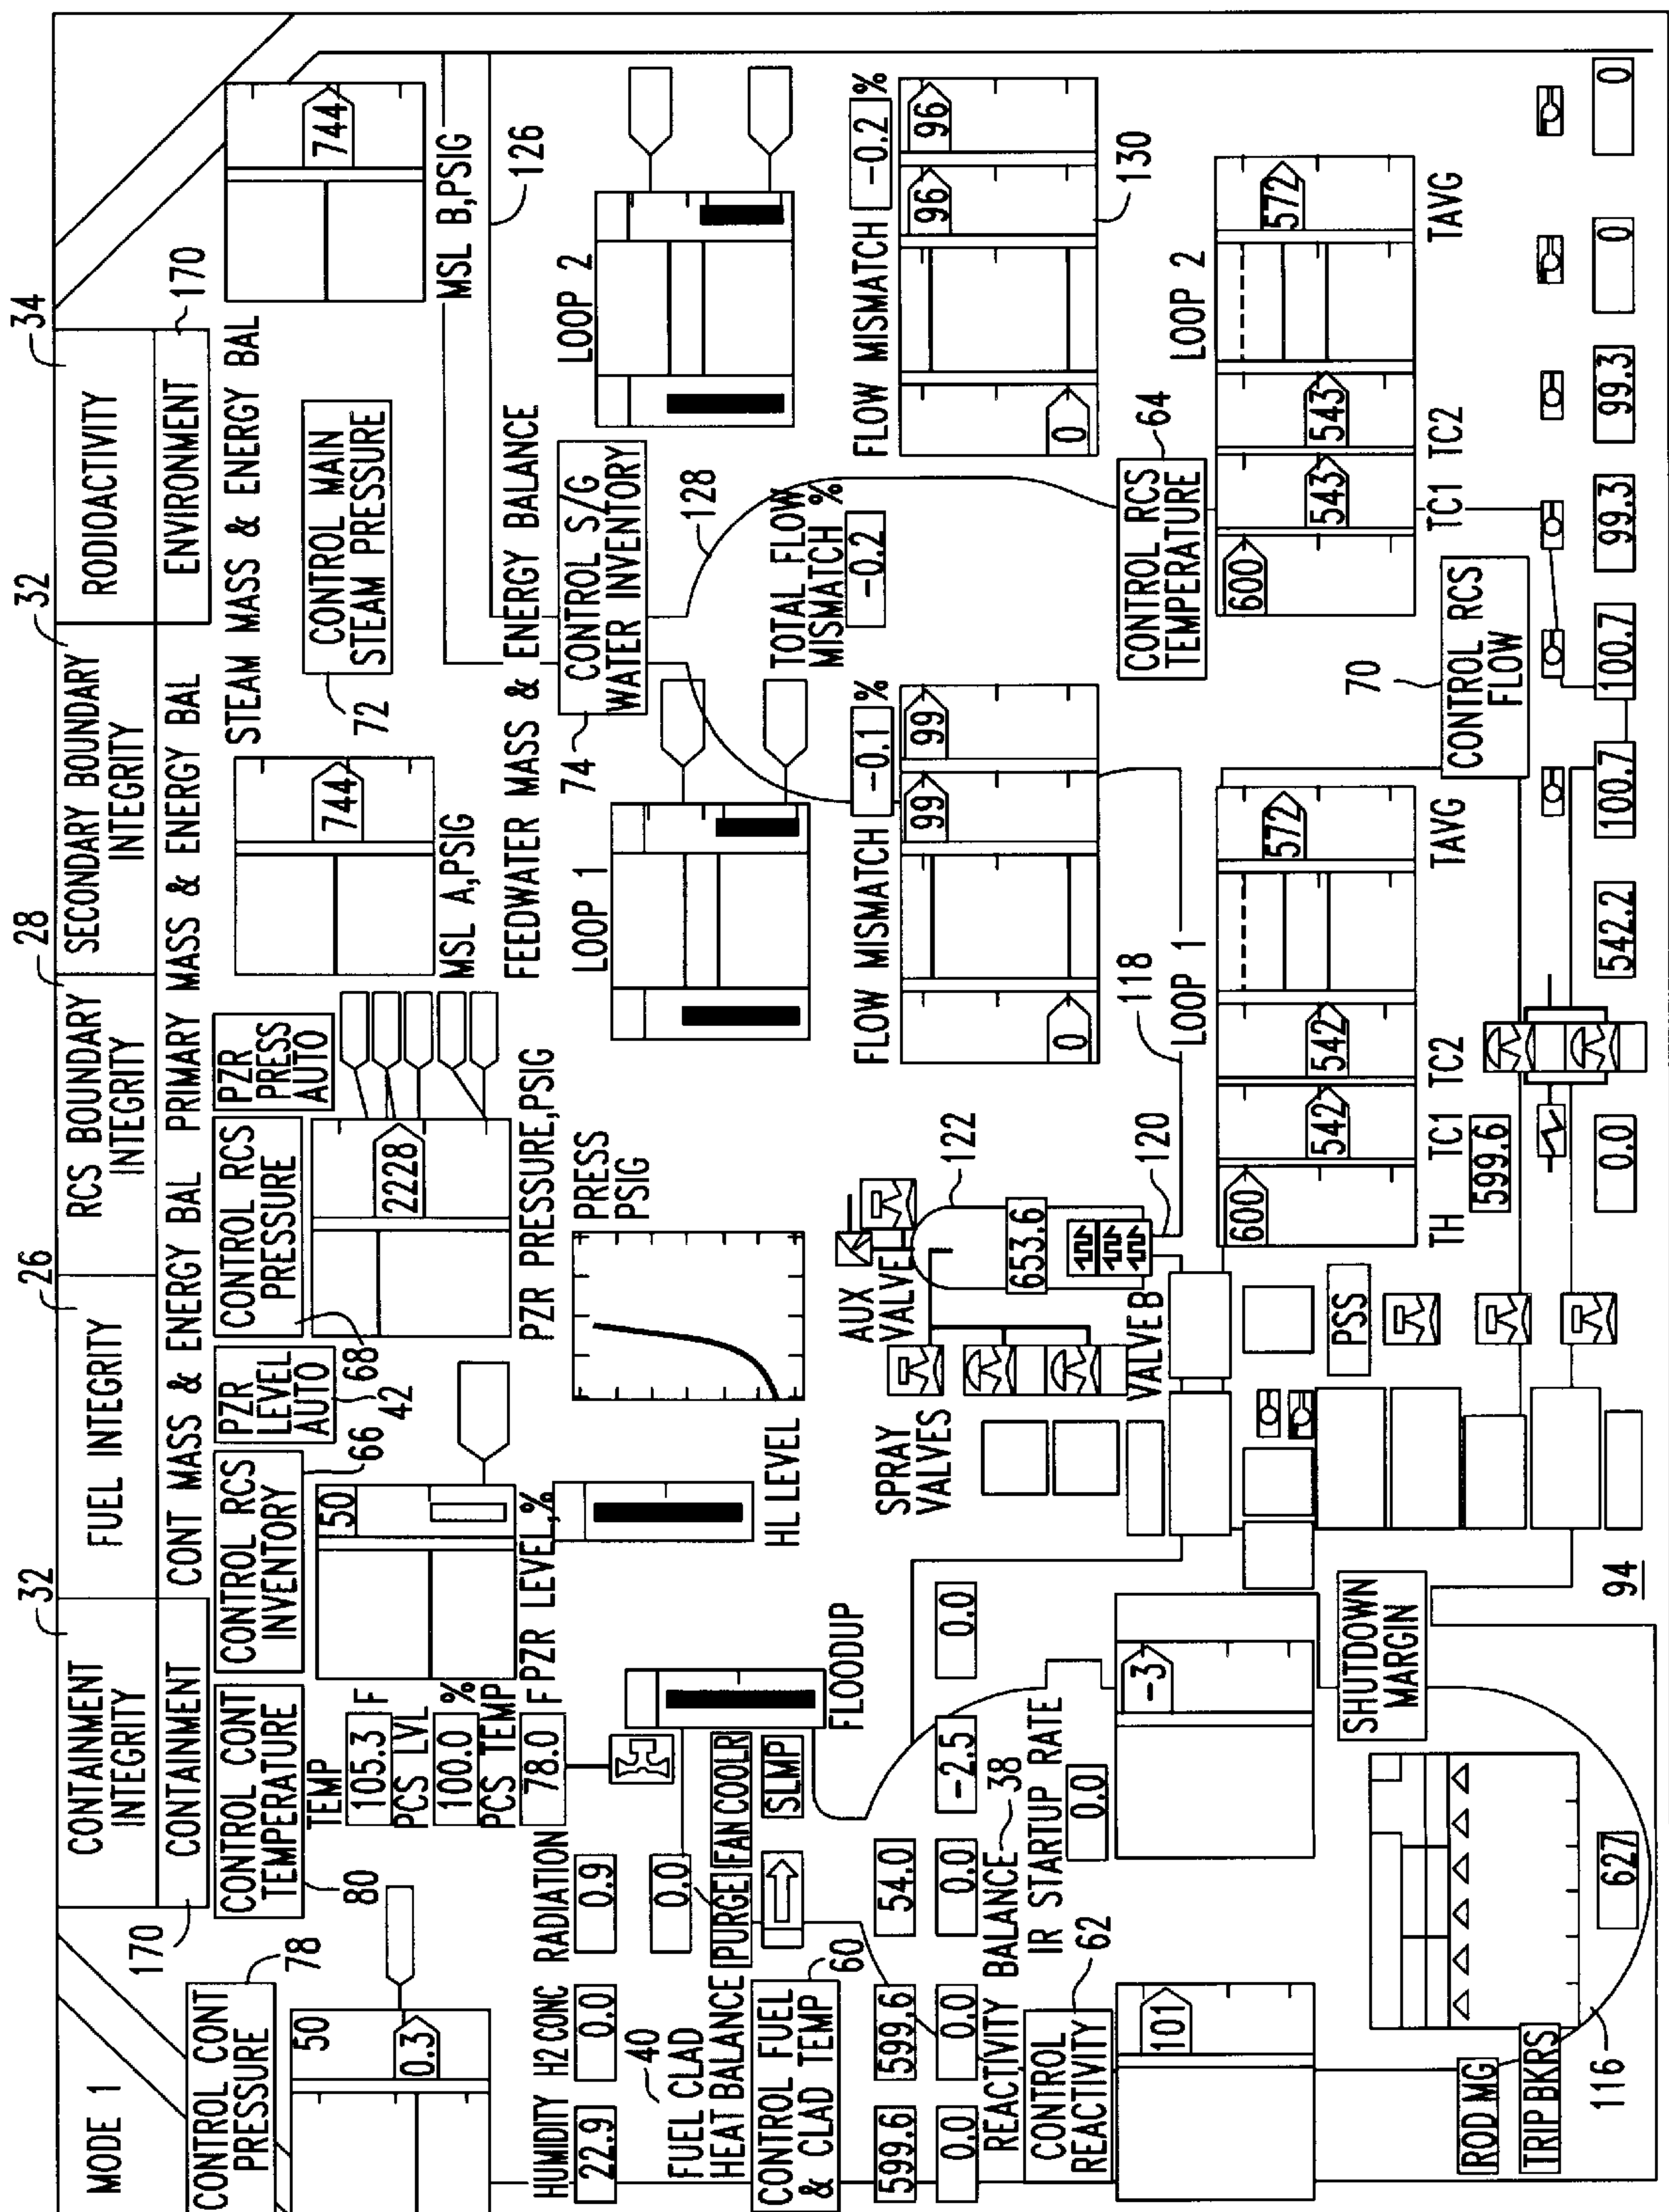 MODE 1
32
26
28
32
34
CONTAINMENT
INTEGRITY
FUEL INTEGRITY
RCS BOUNDARY
INTEGRITY
SECONDARY BOUNDARY
INTEGRITY
RODIOACTIVITY
170
CONTAINMENT
CONT MASS & ENERGY BAL
PRIMARY MASS & ENERGY BAL
ENVIRONMENT
170
CONTROL CONT
PRESSURE
78
CONTROL CONT
TEMPERATURE
80
CONTROL RCS
INVENTORY
66
PZR
LEVEL
AUTO
42
CONTROL RCS
PRESSURE
68
PZR
PRESS
AUTO
STEAM MASS & ENERGY BAL
CONTROL MAIN
STEAM PRESSURE
72
50
0.3
TEMP
105.3 F
PCS LVL
100.0 %
PCS TEMP
78.0 F
50
PZR LEVEL,%
2228
PZR PRESSURE,PSIG
744
MSL A,PSIG
744
MSL B,PSIG
126
HUMIDITY
22.9
H2 CONC
0.0
RADIATION
0.9
0.0
40
FUEL CLAD
HEAT BALANCE
PURGE
FAN COOLR
SLMP
FLOODUP
HL LEVEL
PRESS
PSIG
FEEDWATER MASS & ENERGY BALANCE
LOOP 1
74
CONTROL S/G
WATER INVENTORY
LOOP 2
128
CONTROL FUEL
& CLAD TEMP
60
599.6
599.6
54.0
0.0
0.0
0.0
-2.5
0.0
SPRAY
VALVES
AUX
VALVE
VALVEB
653.6
122
120
FLOW MISMATCH
-0.1
%
0
99
99
118
TOTAL FLOW
MISMATCH %
-0.2
FLOW MISMATCH
-0.2
%
0
96
96
130
REACTIVITY
BALANCE
38
CONTROL
REACTIVITY
62
IR STARTUP RATE
0.0
101
-3
LOOP 1
600
542
542
572
TH
TC1
TC2
TAVG
CONTROL RCS
TEMPERATURE
64
LOOP 2
600
543
543
572
TC1
TC2
TAVG
SHUTDOWN
MARGIN
PSS
70
CONTROL RCS
FLOW
ROD MG
TRIP BKRS
116
627
94
599.6
0.0
542.2
100.7
100.7
99.3
99.3
0
0